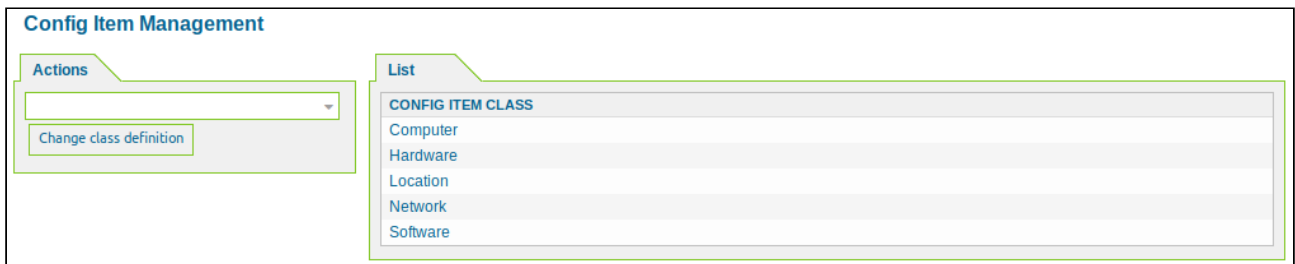 Config Item Management
Actions
Change class definition
List
CONFIG ITEM CLASS
Computer
Hardware
Location
Network
Software